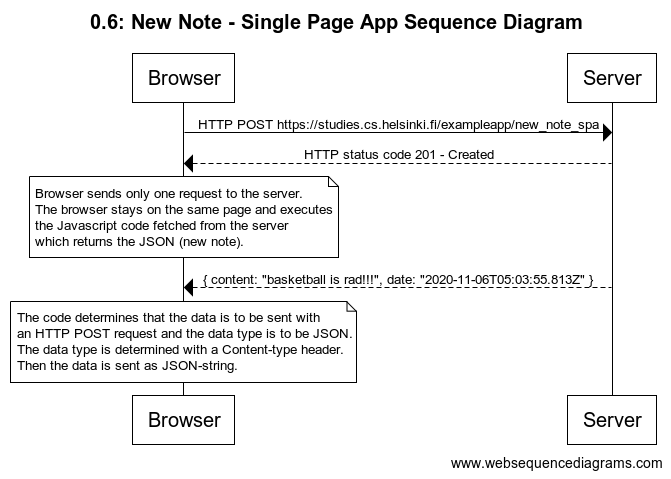 0.6: New Note - Single Page App Sequence Diagram
Browser
Server
HTTP POST https://studies.cs.helsinki.fi/exampleapp/new_note_spa
HTTP status code 201 - Created
Browser sends only one request to the server.
The browser stays on the same page and executes
the Javascript code fetched from the server
which returns the JSON (new note).
{ content: "basketball is rad!!!", date: "2020-11-06T05:03:55.813Z" }
The code determines that the data is to be sent with
an HTTP POST request and the data type is to be JSON.
The data type is determined with a Content-type header.
Then the data is sent as JSON-string.
Browser
Server
www.websequencediagrams.com